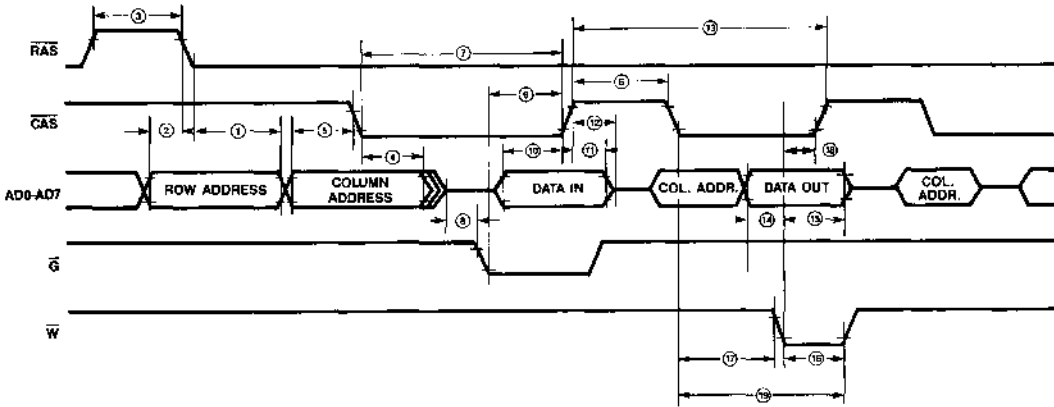 ③
RAS
⑦
⑬
⑨
⑥
CAS
②
①
⑤
⑫
④
⑩
⑪
⑱
AD0-AD7
ROW ADDRESS
COLUMN
ADDRESS
DATA IN
COL. ADDR.
DATA OUT
COL.
ADDR.
⑧
⑭
⑮
G
W
⑰
⑯
⑲